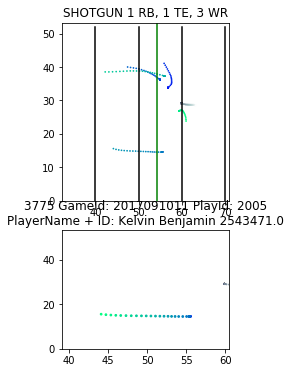 SHOTGUN 1 RB, 1 TE, 3 WR
50
40
30
20
10
0
40 50 60 70
3775 GameId: 2017091011 PlayId: 2005
PlayerName + ID: Kelvin Benjamin 2543471.0
40
20
0
40 45 50 55 60